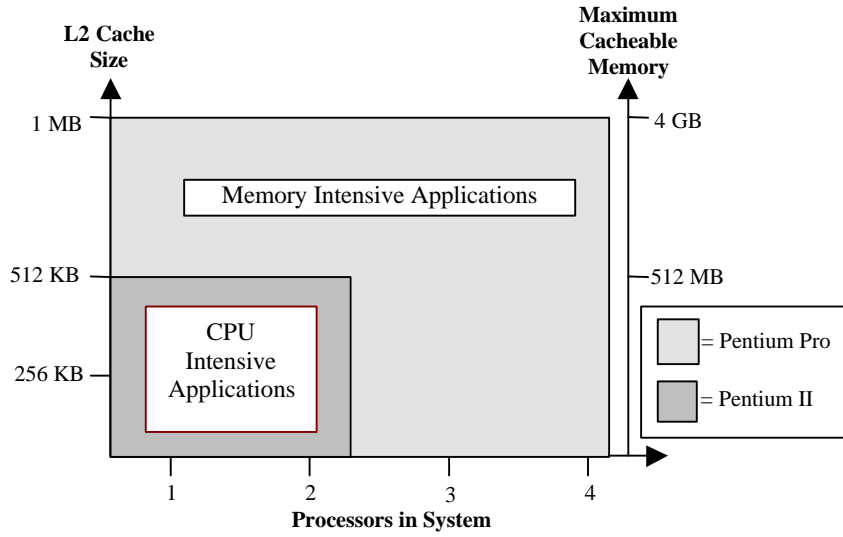 L2 Cache
Size
Maximum
Cacheable
Memory
1 MB
4 GB
Memory Intensive Applications
512 KB
512 MB
CPU
Intensive
Applications
256 KB
= Pentium Pro
= Pentium II
1
2
3
4
Processors in System